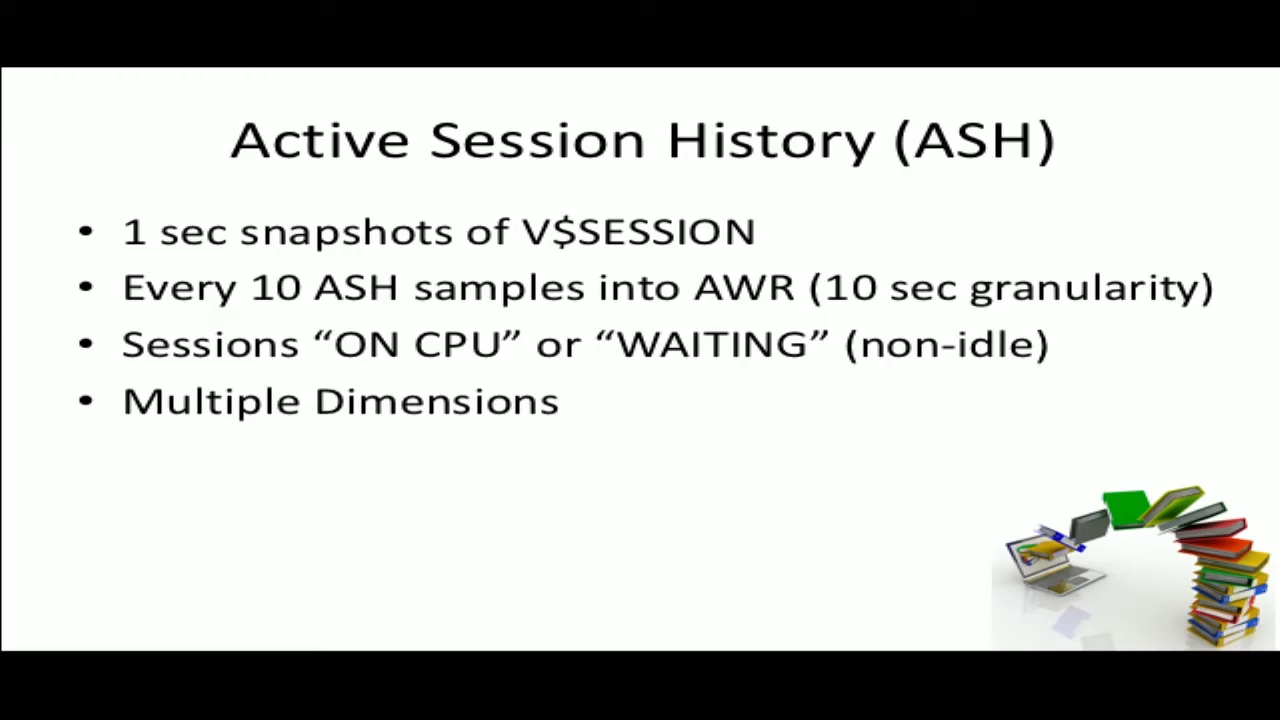 Active Session History (ASH)
• 1 sec snapshots of V$SESSION
• Every 10 ASH samples into AWR (10 sec granularity)
• Sessions “ON CPU” or “WAITING” (non-idle)
• Multiple Dimensions